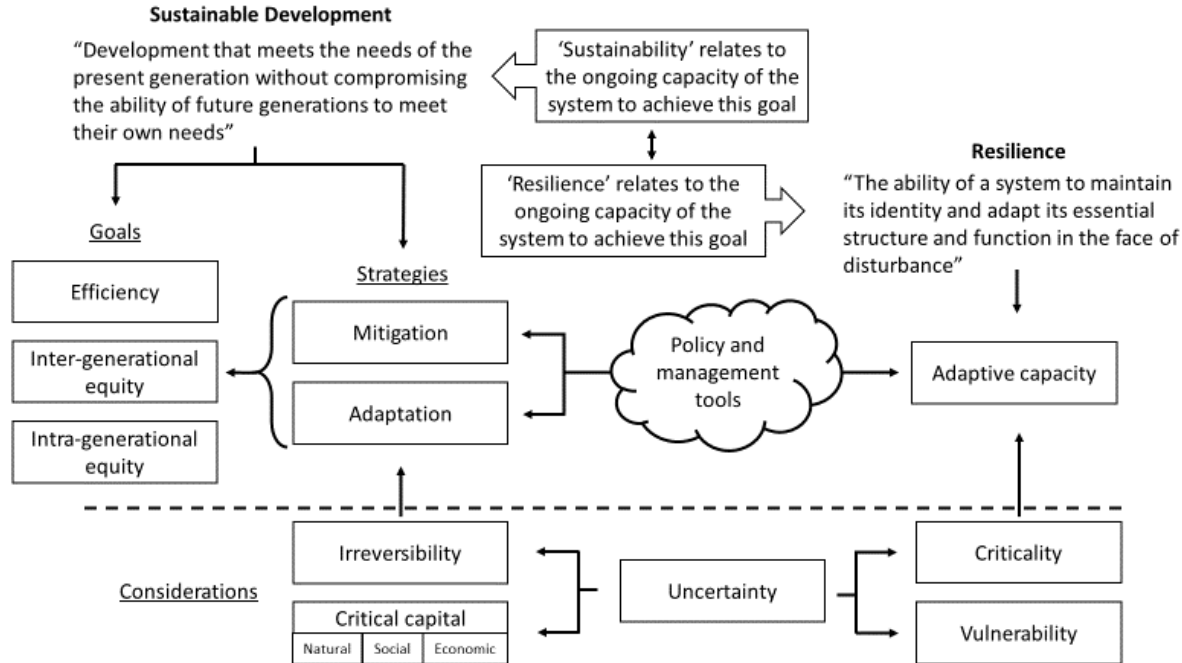 Sustainable Development
“Development that meets the needs of the
present generation without compromising
the ability of future generations to meet
their own needs”
‘Sustainability’ relates to
the ongoing capacity of the
system to achieve this goal
‘Resilience’ relates to the
ongoing capacity of the
system to achieve this goal
Resilience
“The ability of a system to maintain
its identity and adapt its essential
structure and function in the face of
disturbance”
Goals
Efficiency
Inter-generational
equity
Intra-generational
equity
Strategies
Mitigation
Adaptation
Policy and
management
tools
Adaptive capacity
Considerations
Irreversibility
Critical capital
Natural
Social
Economic
Uncertainty
Criticality
Vulnerability